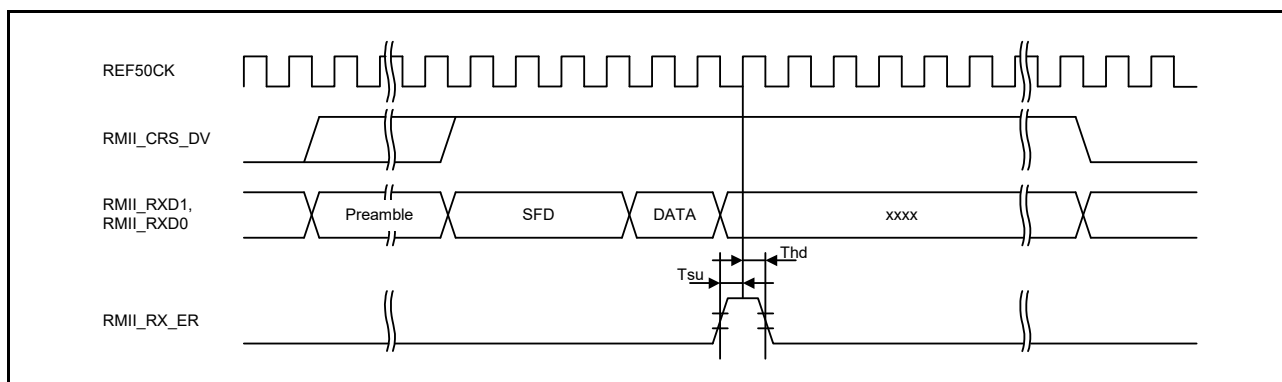 REF50CK
RMII_CRS_DV
RMII_RXD1,
RMII_RXD0
Preamble
SFD
DATA
xxxx
Thd
Tsu
RMII_RX_ER